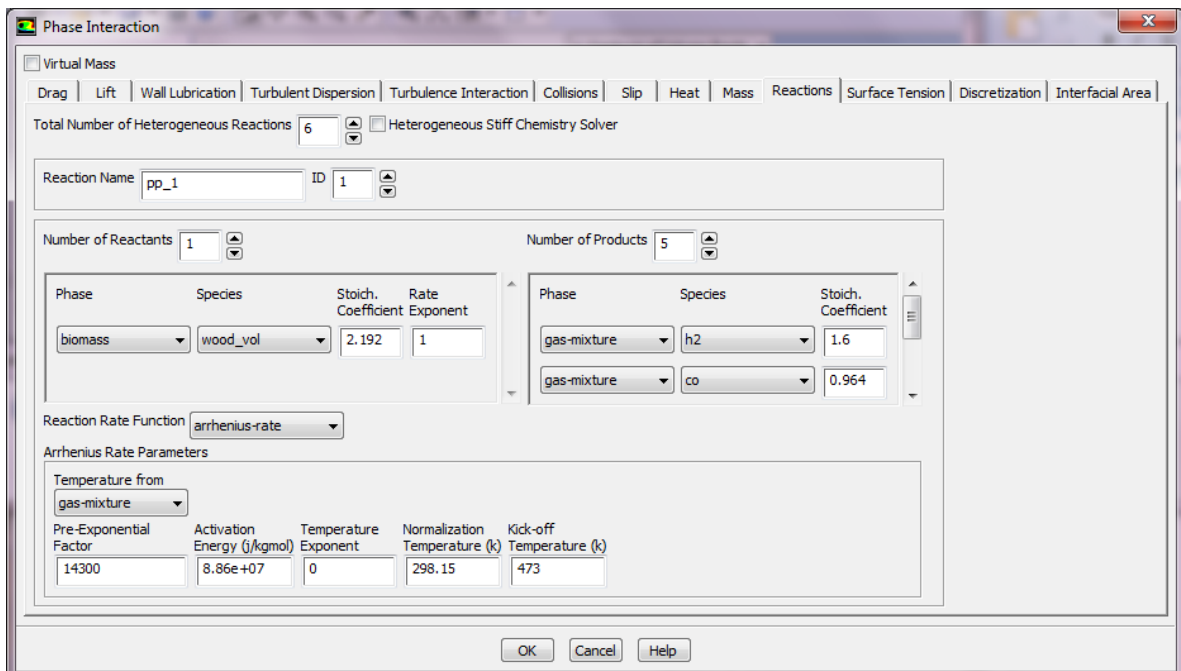 Phase Interaction
Virtual Mass
Drag Lift Wall Lubrication Turbulent Dispersion Turbulence Interaction Collisions Slip Heat Mass Reactions Surface Tension Discretization Interfacial Area
Total Number of Heterogeneous Reactions 6 Heterogeneous Stiff Chemistry Solver
Reaction Name pp_1 ID 1
Number of Reactants 1 Number of Products 5
Phase Species Stoich. Rate Phase Species Stoich.
Coefficient Exponent Coefficient
biomass wood_vol 2.192 1 gas-mixture h2 1.6
gas-mixture co 0.964
Reaction Rate Function arrhenius-rate
Arrhenius Rate Parameters
Temperature from
gas-mixture
Pre-Exponential Activation Temperature Normalization Kick-off
Factor Energy (j/kgmol) Exponent Temperature (k) Temperature (k)
14300 8.86e+07 0 298.15 473
OK Cancel Help